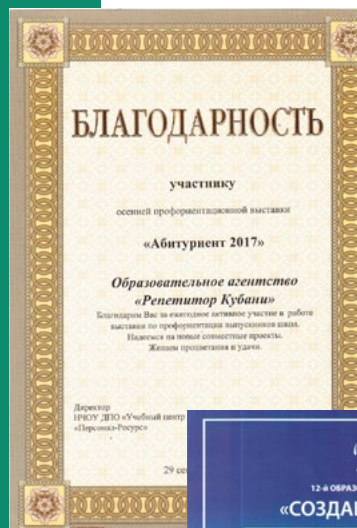 БЛАГОДАРНОСТЬ
участнику
осенней профориентационной выставки
«Абитуриент 2017»
Образовательное агентство
«Репетитор Кубани»
Благодарим Вас за ежегодное активное участие в работе
выставки по профориентации выпускников школ.
Надеемся на новые совместные проекты.
Желаем процветания и удачи.
Директор
НЧОУ ДПО «Учебный центр
«Персонал-Ресурс»
29
12-й
«СОЗДА